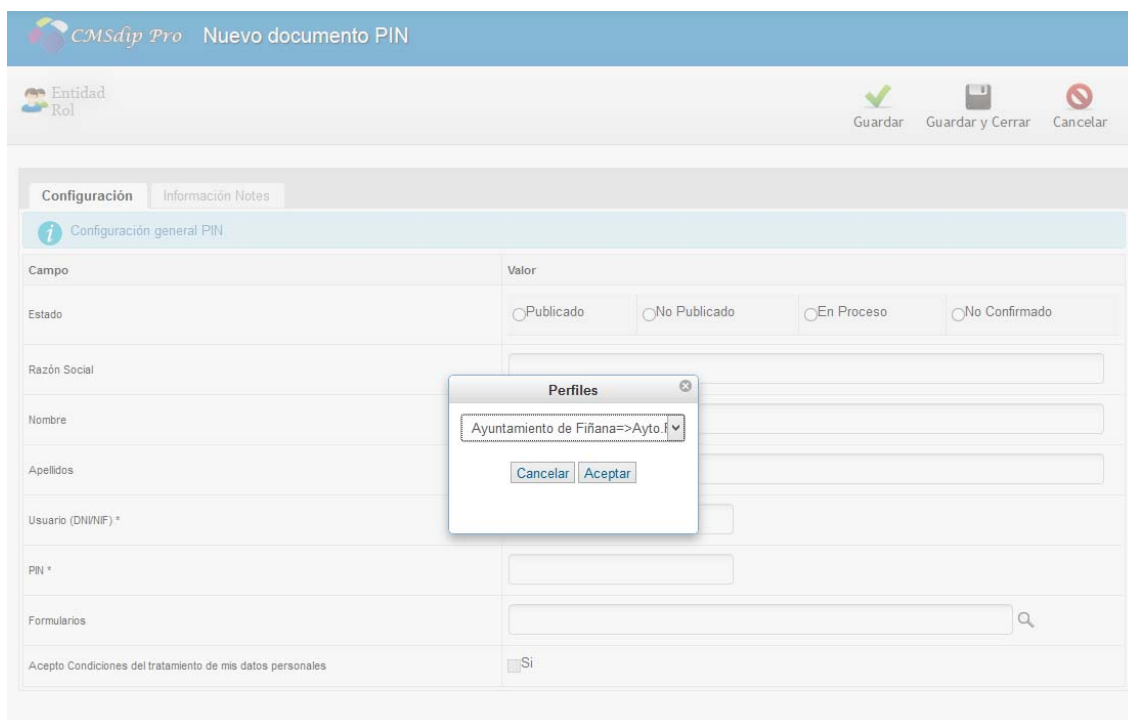 CMSdip Pro Nuevo documento PIN
Entidad
Rol
Guardar Guardar y Cerrar Cancelar
Configuración Información Notes
Configuración general PIN
Campo Valor
Estado Publicado No Publicado En Proceso No Confirmado
Razón Social
Perfiles
Nombre
Ayuntamiento de Fiñana=>Ayto.F
Apellidos
Cancelar Aceptar
Usuario (DNI/NIF) *
PIN *
Formularios
Acepto Condiciones del tratamiento de mis datos personales Si